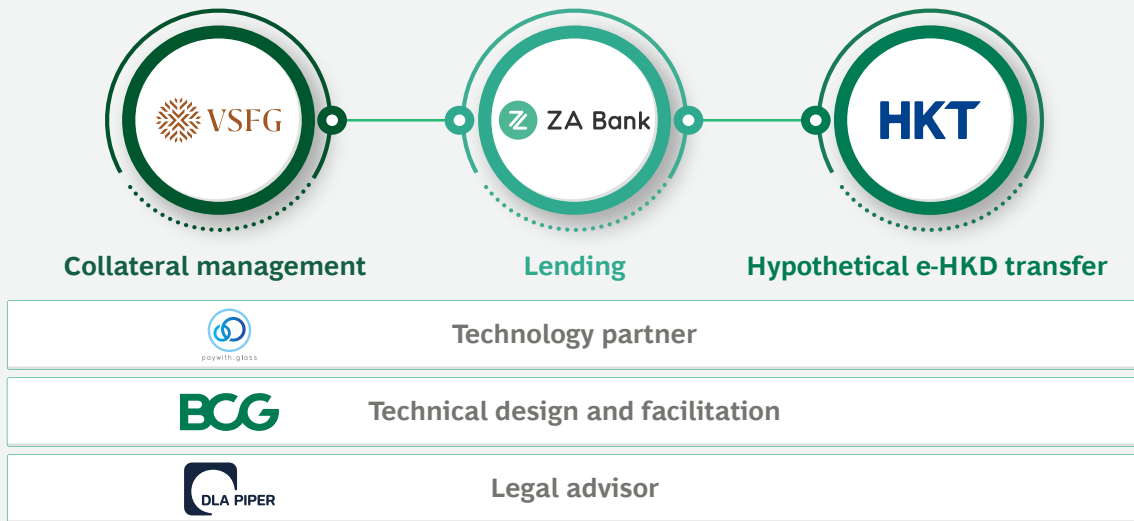 VSFG
ZA Bank
HKT
Collateral management
Lending
Hypothetical e-HKD transfer
paywith.glass
Technology partner
BCG
Technical design and facilitation
DLA PIPER
Legal advisor